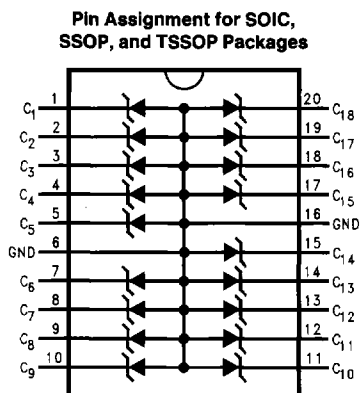 Pin Assignment for SOIC,
SSOP, and TSSOP Packages
C1 1 20 C18
C2 2 19 C17
C3 3 18 C16
C4 4 17 C15
C5 5 16 GND
GND 6 15 C14
C6 7 14 C13
C7 8 13 C12
C8 9 12 C11
C9 10 11 C10